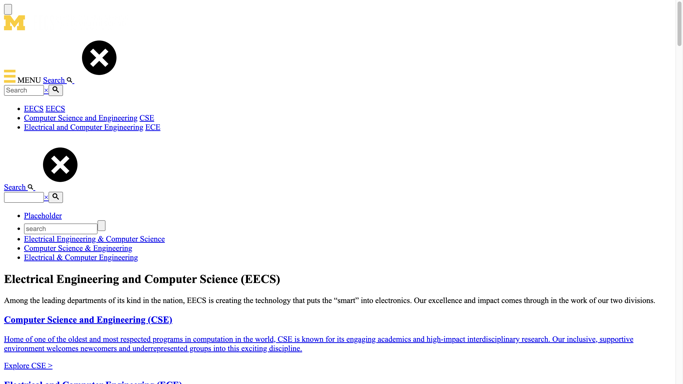 M
MENU Search
Search ×
EECS EECS
Computer Science and Engineering CSE
Electrical and Computer Engineering ECE
Search
×
Placeholder
search
Electrical Engineering & Computer Science
Computer Science & Engineering
Electrical & Computer Engineering
Electrical Engineering and Computer Science (EECS)
Among the leading departments of its kind in the nation, EECS is creating the technology that puts the “smart” into electronics. Our excellence and impact comes through in the work of our two divisions.
Computer Science and Engineering (CSE)
Home of one of the oldest and most respected programs in computation in the world, CSE is known for its engaging academics and high-impact interdisciplinary research. Our inclusive, supportive
environment welcomes newcomers and underrepresented groups into this exciting discipline.
Explore CSE >
Electrical and Computer Engineering (ECE)